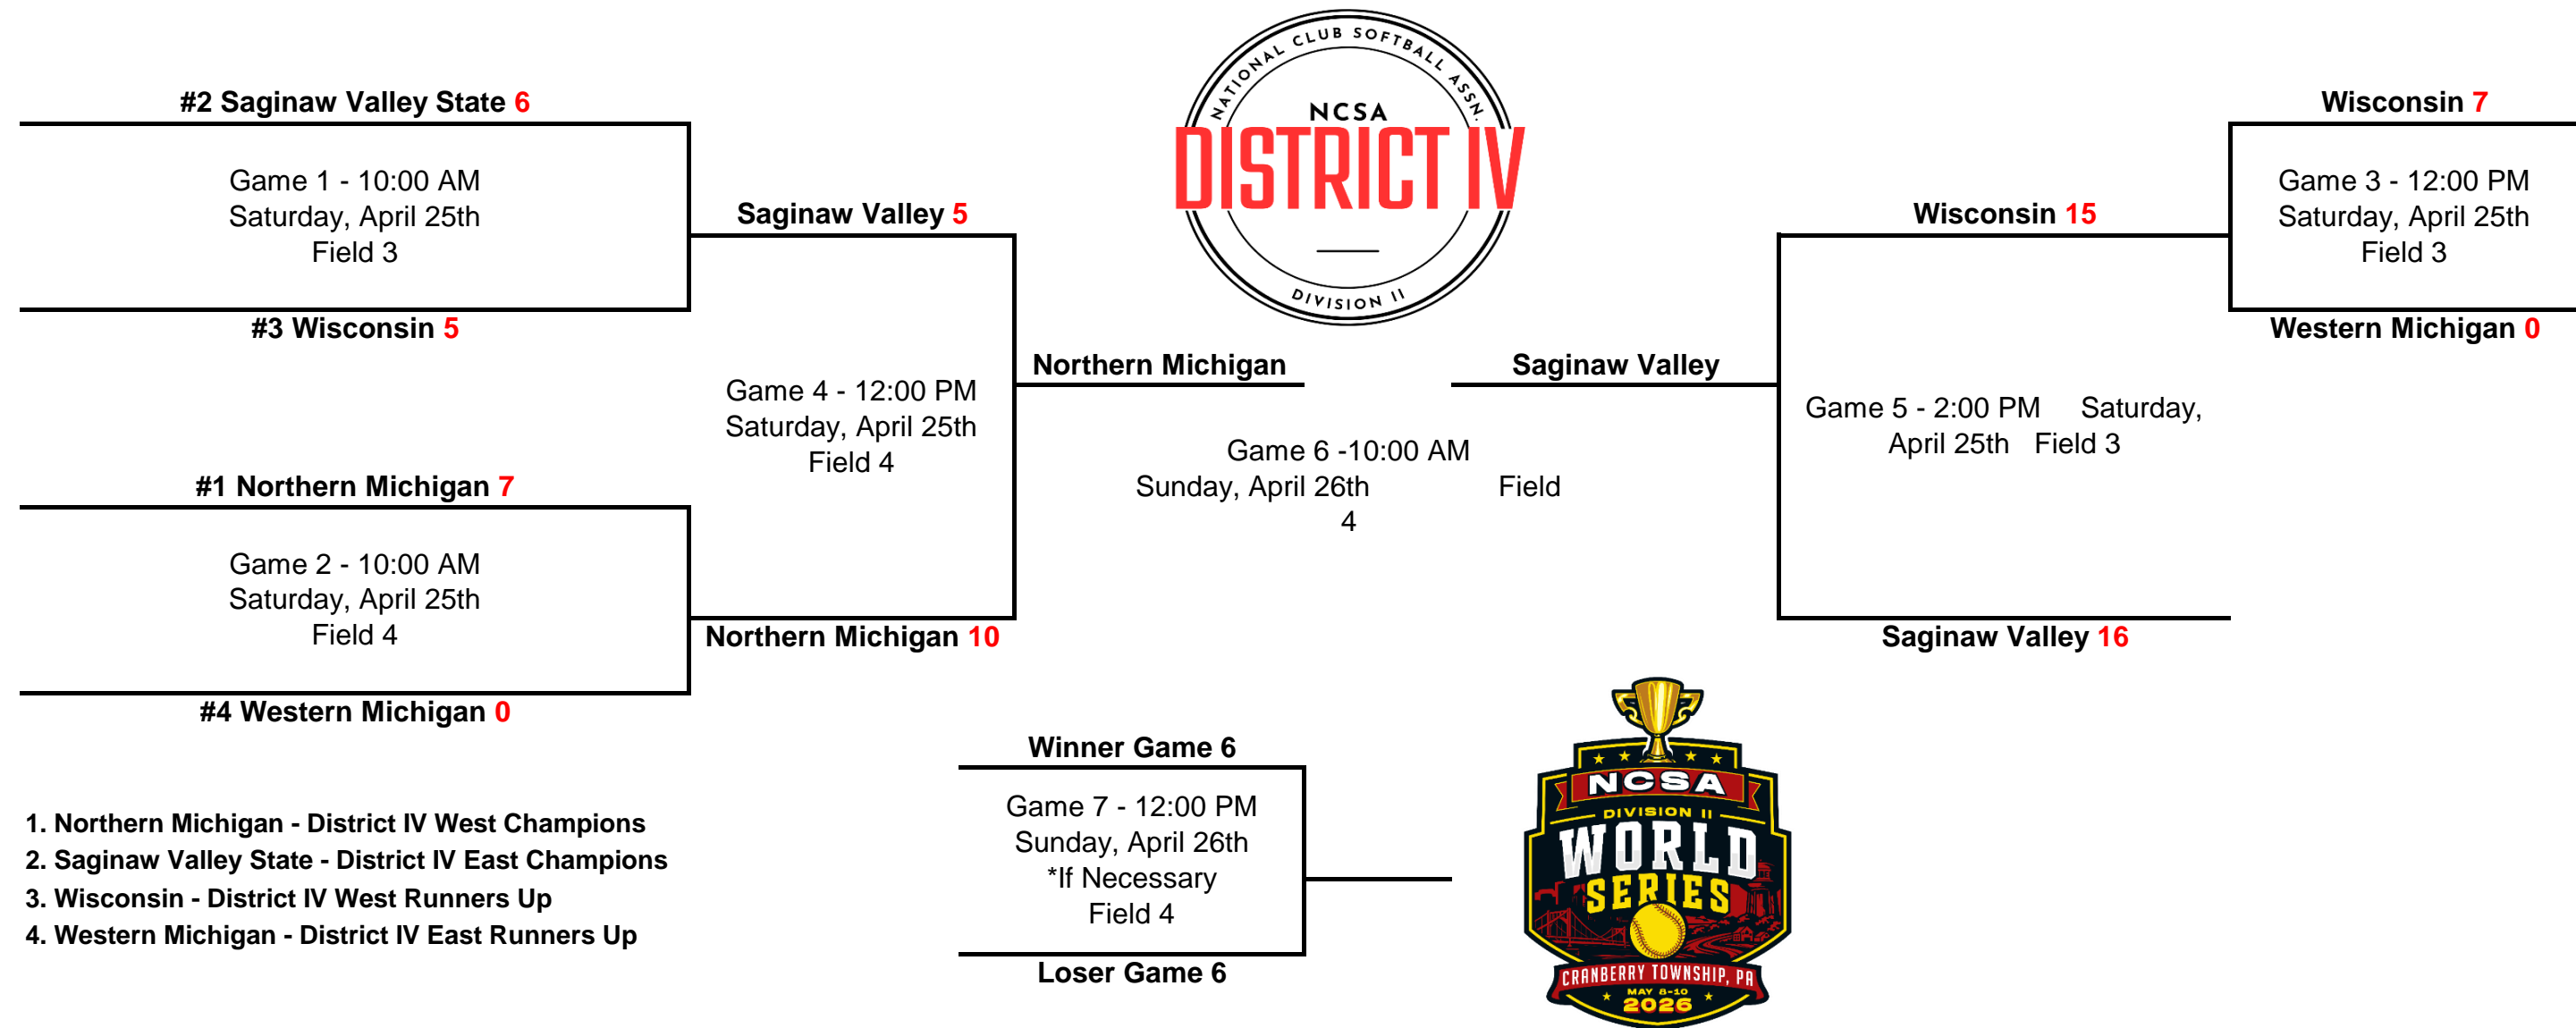 NATIONAL CLUB SOFTBALL ASSN.
NCSA
DISTRICT IV
DIVISION II
#2 Saginaw Valley State 6
Game 1 - 10:00 AM
Saturday, April 25th
Field 3
#3 Wisconsin 5
Saginaw Valley 5
Game 4 - 12:00 PM
Saturday, April 25th
Field 4
Northern Michigan 10
#1 Northern Michigan 7
Game 2 - 10:00 AM
Saturday, April 25th
Field 4
#4 Western Michigan 0
Northern Michigan
Saginaw Valley
Game 6 -10:00 AM
Sunday, April 26th Field
4
Wisconsin 15
Game 5 - 2:00 PM Saturday,
April 25th Field 3
Saginaw Valley 16
Wisconsin 7
Game 3 - 12:00 PM
Saturday, April 25th
Field 3
Western Michigan 0
Winner Game 6
Game 7 - 12:00 PM
Sunday, April 26th
*If Necessary
Field 4
Loser Game 6
1. Northern Michigan - District IV West Champions
2. Saginaw Valley State - District IV East Champions
3. Wisconsin - District IV West Runners Up
4. Western Michigan - District IV East Runners Up
NCSA
DIVISION II
WORLD
SERIES
CRANBERRY TOWNSHIP, PA
MAY 8-10
2026